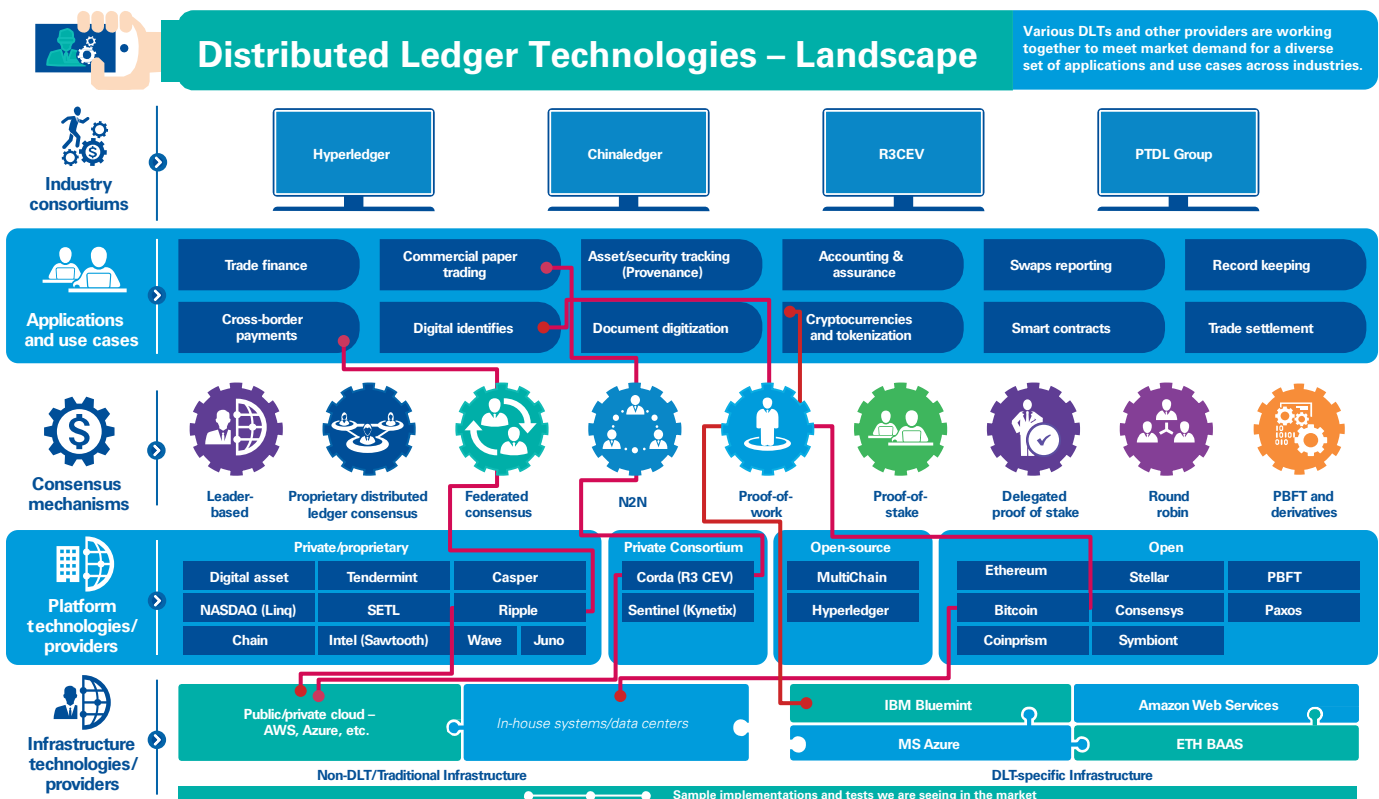 Distributed Ledger Technologies – Landscape
Various DLTs and other providers are working
together to meet market demand for a diverse
set of applications and use cases across industries.
Industry
consortiums
Hyperledger
Chinaledger
R3CEV
PTDL Group
Applications
and use cases
Trade finance
Commercial paper
trading
Asset/security tracking
(Provenance)
Accounting &
assurance
Swaps reporting
Record keeping
Cross-border
payments
Digital identifies
Document digitization
Cryptocurrencies
and tokenization
Smart contracts
Trade settlement
$
Consensus
mechanisms
Leader-
based
Proprietary distributed
ledger consensus
Federated
consensus
N2N
Proof-of-
work
Proof-of-
stake
Delegated
proof of stake
Round
robin
10
10101
010
PBFT and
derivatives
Platform
technologies/
providers
Private/proprietary
Digital asset
Tendermint
Casper
NASDAQ (Linq)
SETL
Ripple
Chain
Intel (Sawtooth)
Wave
Juno
Private Consortium
Corda (R3 CEV)
Sentinel (Kynetix)
Open-source
MultiChain
Hyperledger
Open
Ethereum
Stellar
PBFT
Bitcoin
Consensys
Paxos
Coinprism
Symbiont
Infrastructure
technologies/
providers
Public/private cloud –
AWS, Azure, etc.
In-house systems/data centers
IBM Bluemint
Amazon Web Services
MS Azure
ETH BAAS
Non-DLT/Traditional Infrastructure
DLT-specific Infrastructure
Sample implementations and tests we are seeing in the market